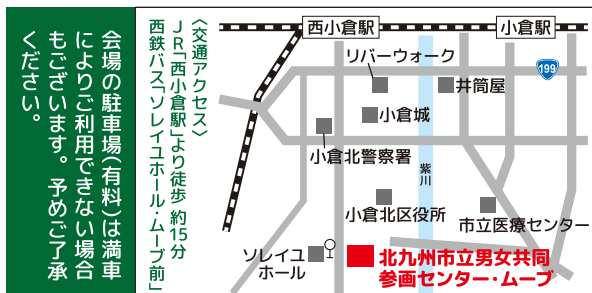 会場の駐車場(有料)は満車
によりご利用できない場合
もございます。予めご了承
ください。
〈交通アクセス〉
JR「西小倉駅」より徒歩 約15分
西鉄バス「ソレイユホール・ムーブ前」
西小倉駅
小倉駅
リバーウォーク
199
井筒屋
小倉城
小倉北警察署
紫川
小倉北区役所
市立医療センター
ソレイユ
ホール
北九州市立男女共同
参画センター・ムーブ